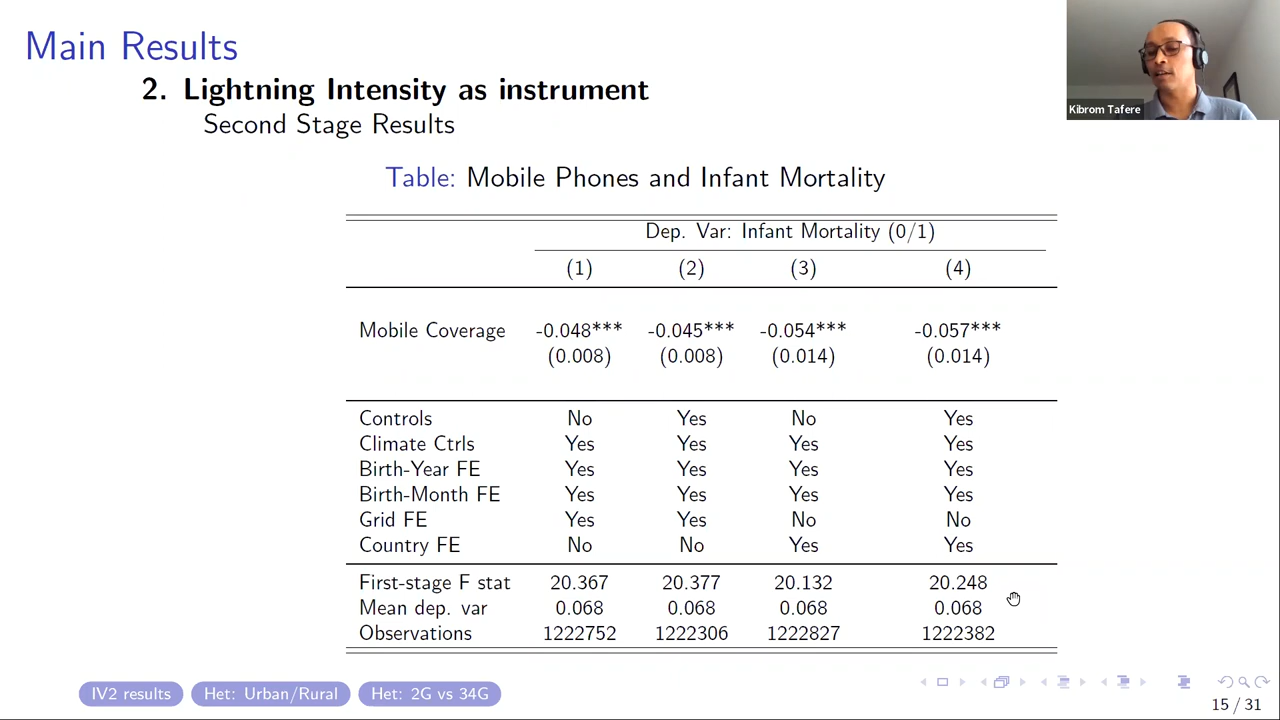 Main Results
2. Lightning Intensity as instrument
Second Stage Results
Kibrom Tafere
Table: Mobile Phones and Infant Mortality
Dep. Var: Infant Mortality (0/1)
(1) (2) (3) (4)
Mobile Coverage -0.048*** -0.045*** -0.054*** -0.057***
(0.008) (0.008) (0.014) (0.014)
Controls No Yes No Yes
Climate Ctrls Yes Yes Yes Yes
Birth-Year FE Yes Yes Yes Yes
Birth-Month FE Yes Yes Yes Yes
Grid FE Yes Yes No No
Country FE No No Yes Yes
First-stage F stat 20.367 20.377 20.132 20.248
Mean dep. var 0.068 0.068 0.068 0.068
Observations 1222752 1222306 1222827 1222382
IV2 results Het: Urban/Rural Het: 2G vs 34G
15 / 31